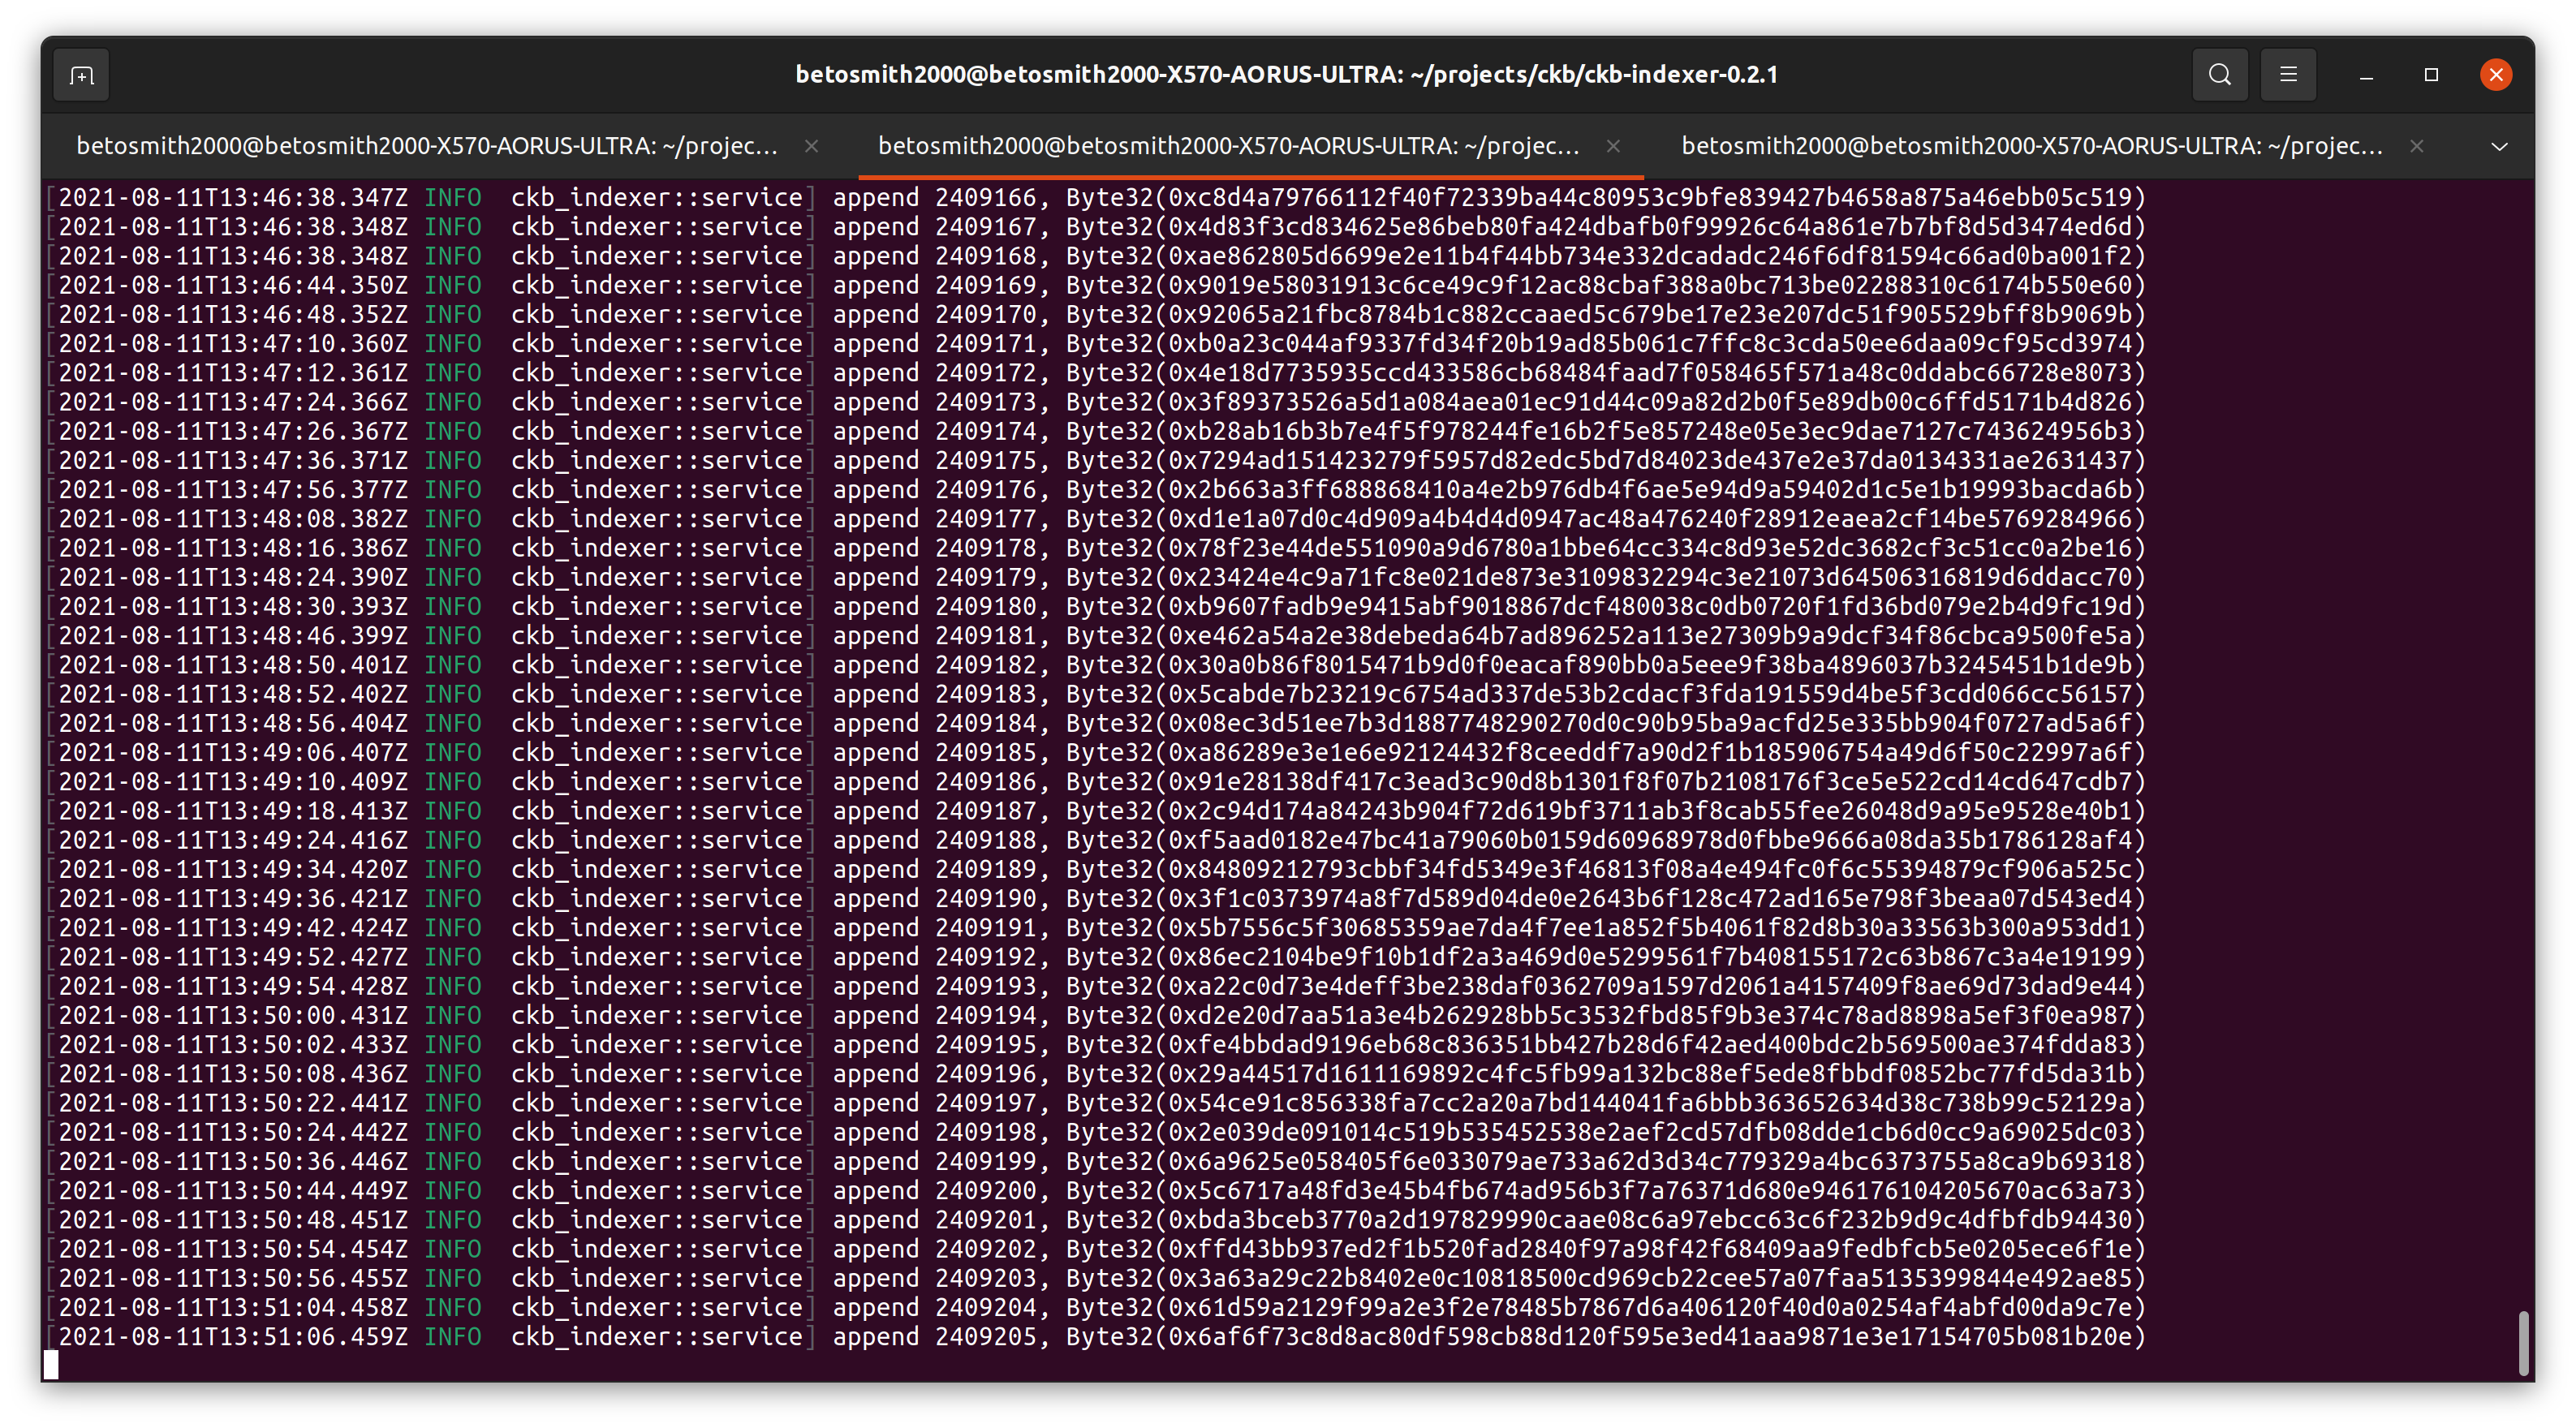 betosmith2000@betosmith2000-X570-AORUS-ULTRA: ~/projects/ckb/ckb-indexer-0.2.1
betosmith2000@betosmith2000-X570-AORUS-ULTRA: ~/projec... betosmith2000@betosmith2000-X570-AORUS-ULTRA: ~/projec... betosmith2000@betosmith2000-X570-AORUS-ULTRA: ~/projec...
[2021-08-11T13:46:38.347Z INFO  ckb_indexer::service] append 2409166, Byte32(0xc8d4a79766112f40f72339ba44c80953c9bfe839427b4658a875a46ebb05c519)
[2021-08-11T13:46:38.348Z INFO  ckb_indexer::service] append 2409167, Byte32(0x4d83f3cd834625e86beb80fa424dbafb0f99926c64a861e7b7bf8d5d3474ed6d)
[2021-08-11T13:46:38.348Z INFO  ckb_indexer::service] append 2409168, Byte32(0xae862805d6699e2e11b4f44bb734e332dcadadc246f6df81594c66ad0ba001f2)
[2021-08-11T13:46:44.350Z INFO  ckb_indexer::service] append 2409169, Byte32(0x9019e58031913c6ce49c9f12ac88cbaf388a0bc713be02288310c6174b550e60)
[2021-08-11T13:46:48.352Z INFO  ckb_indexer::service] append 2409170, Byte32(0x92065a21fbc8784b1c882ccaaed5c679be17e23e207dc51f905529bff8b9069b)
[2021-08-11T13:47:10.360Z INFO  ckb_indexer::service] append 2409171, Byte32(0xb0a23c044af9337fd34f20b19ad85b061c7ffc8c3cda50ee6daa09cf95cd3974)
[2021-08-11T13:47:12.361Z INFO  ckb_indexer::service] append 2409172, Byte32(0x4e18d7735935ccd433586cb68484faad7f058465f571a48c0ddabc66728e8073)
[2021-08-11T13:47:24.366Z INFO  ckb_indexer::service] append 2409173, Byte32(0x3f89373526a5d1a084aea01ec91d44c09a82d2b0f5e89db00c6ffd5171b4d826)
[2021-08-11T13:47:26.367Z INFO  ckb_indexer::service] append 2409174, Byte32(0xb28ab16b3b7e4f5f978244fe16b2f5e857248e05e3ec9dae7127c743624956b3)
[2021-08-11T13:47:36.371Z INFO  ckb_indexer::service] append 2409175, Byte32(0x7294ad151423279f5957d82edc5bd7d84023de437e2e37da0134331ae2631437)
[2021-08-11T13:47:56.377Z INFO  ckb_indexer::service] append 2409176, Byte32(0x2b663a3ff688868410a4e2b976db4f6ae5e94d9a59402d1c5e1b19993bacda6b)
[2021-08-11T13:48:08.382Z INFO  ckb_indexer::service] append 2409177, Byte32(0xd1e1a07d0c4d909a4b4d4d0947ac48a476240f28912eaea2cf14be5769284966)
[2021-08-11T13:48:16.386Z INFO  ckb_indexer::service] append 2409178, Byte32(0x78f23e44de551090a9d6780a1bbe64cc334c8d93e52dc3682cf3c51cc0a2be16)
[2021-08-11T13:48:24.390Z INFO  ckb_indexer::service] append 2409179, Byte32(0x23424e4c9a71fc8e021de873e3109832294c3e21073d64506316819d6ddacc70)
[2021-08-11T13:48:30.393Z INFO  ckb_indexer::service] append 2409180, Byte32(0xb9607fadb9e9415abf9018867dcf480038c0db0720f1fd36bd079e2b4d9fc19d)
[2021-08-11T13:48:46.399Z INFO  ckb_indexer::service] append 2409181, Byte32(0xe462a54a2e38debeda64b7ad896252a113e27309b9a9dcf34f86cbca9500fe5a)
[2021-08-11T13:48:50.401Z INFO  ckb_indexer::service] append 2409182, Byte32(0x30a0b86f8015471b9d0f0eacaf890bb0a5eee9f38ba4896037b3245451b1de9b)
[2021-08-11T13:48:52.402Z INFO  ckb_indexer::service] append 2409183, Byte32(0x5cabde7b23219c6754ad337de53b2cdacf3fda191559d4be5f3cdd066cc56157)
[2021-08-11T13:48:56.404Z INFO  ckb_indexer::service] append 2409184, Byte32(0x08ec3d51ee7b3d1887748290270d0c90b95ba9acfd25e335bb904f0727ad5a6f)
[2021-08-11T13:49:06.407Z INFO  ckb_indexer::service] append 2409185, Byte32(0xa86289e3e1e6e92124432f8ceeddf7a90d2f1b185906754a49d6f50c22997a6f)
[2021-08-11T13:49:10.409Z INFO  ckb_indexer::service] append 2409186, Byte32(0x91e28138df417c3ead3c90d8b1301f8f07b2108176f3ce5e522cd14cd647cdb7)
[2021-08-11T13:49:18.413Z INFO  ckb_indexer::service] append 2409187, Byte32(0x2c94d174a84243b904f72d619bf3711ab3f8cab55fee26048d9a95e9528e40b1)
[2021-08-11T13:49:24.416Z INFO  ckb_indexer::service] append 2409188, Byte32(0xf5aad0182e47bc41a79060b0159d60968978d0fbbe9666a08da35b1786128af4)
[2021-08-11T13:49:34.420Z INFO  ckb_indexer::service] append 2409189, Byte32(0x84809212793cbbf34fd5349e3f46813f08a4e494fc0f6c55394879cf906a525c)
[2021-08-11T13:49:36.421Z INFO  ckb_indexer::service] append 2409190, Byte32(0x3f1c0373974a8f7d589d04de0e2643b6f128c472ad165e798f3beaa07d543ed4)
[2021-08-11T13:49:42.424Z INFO  ckb_indexer::service] append 2409191, Byte32(0x5b7556c5f30685359ae7da4f7ee1a852f5b4061f82d8b30a33563b300a953dd1)
[2021-08-11T13:49:52.427Z INFO  ckb_indexer::service] append 2409192, Byte32(0x86ec2104be9f10b1df2a3a469d0e5299561f7b408155172c63b867c3a4e19199)
[2021-08-11T13:49:54.428Z INFO  ckb_indexer::service] append 2409193, Byte32(0xa22c0d73e4deff3be238daf0362709a1597d2061a4157409f8ae69d73dad9e44)
[2021-08-11T13:50:00.431Z INFO  ckb_indexer::service] append 2409194, Byte32(0xd2e20d7aa51a3e4b262928bb5c3532fbd85f9b3e374c78ad8898a5ef3f0ea987)
[2021-08-11T13:50:02.433Z INFO  ckb_indexer::service] append 2409195, Byte32(0xfe4bbdad9196eb68c836351bb427b28d6f42aed400bdc2b569500ae374fdda83)
[2021-08-11T13:50:08.436Z INFO  ckb_indexer::service] append 2409196, Byte32(0x29a44517d1611169892c4fc5fb99a132bc88ef5ede8fbbdf0852bc77fd5da31b)
[2021-08-11T13:50:22.441Z INFO  ckb_indexer::service] append 2409197, Byte32(0x54ce91c856338fa7cc2a20a7bd144041fa6bbb363652634d38c738b99c52129a)
[2021-08-11T13:50:24.442Z INFO  ckb_indexer::service] append 2409198, Byte32(0x2e039de091014c519b535452538e2aef2cd57dfb08dde1cb6d0cc9a69025dc03)
[2021-08-11T13:50:36.446Z INFO  ckb_indexer::service] append 2409199, Byte32(0x6a9625e058405f6e033079ae733a62d3d34c779329a4bc6373755a8ca9b69318)
[2021-08-11T13:50:44.449Z INFO  ckb_indexer::service] append 2409200, Byte32(0x5c6717a48fd3e45b4fb674ad956b3f7a76371d680e946176104205670ac63a73)
[2021-08-11T13:50:48.451Z INFO  ckb_indexer::service] append 2409201, Byte32(0xbda3bceb3770a2d197829990caae08c6a97ebcc63c6f232b9d9c4dfbfdb94430)
[2021-08-11T13:50:54.454Z INFO  ckb_indexer::service] append 2409202, Byte32(0xffd43bb937ed2f1b520fad2840f97a98f42f68409aa9fedbfcb5e0205ece6f1e)
[2021-08-11T13:50:56.455Z INFO  ckb_indexer::service] append 2409203, Byte32(0x3a63a29c22b8402e0c10818500cd969cb22cee57a07faa5135399844e492ae85)
[2021-08-11T13:51:04.458Z INFO  ckb_indexer::service] append 2409204, Byte32(0x61d59a2129f99a2e3f2e78485b7867d6a406120f40d0a0254af4abfd00da9c7e)
[2021-08-11T13:51:06.459Z INFO  ckb_indexer::service] append 2409205, Byte32(0x6af6f73c8d8ac80df598cb88d120f595e3ed41aaa9871e3e17154705b081b20e)